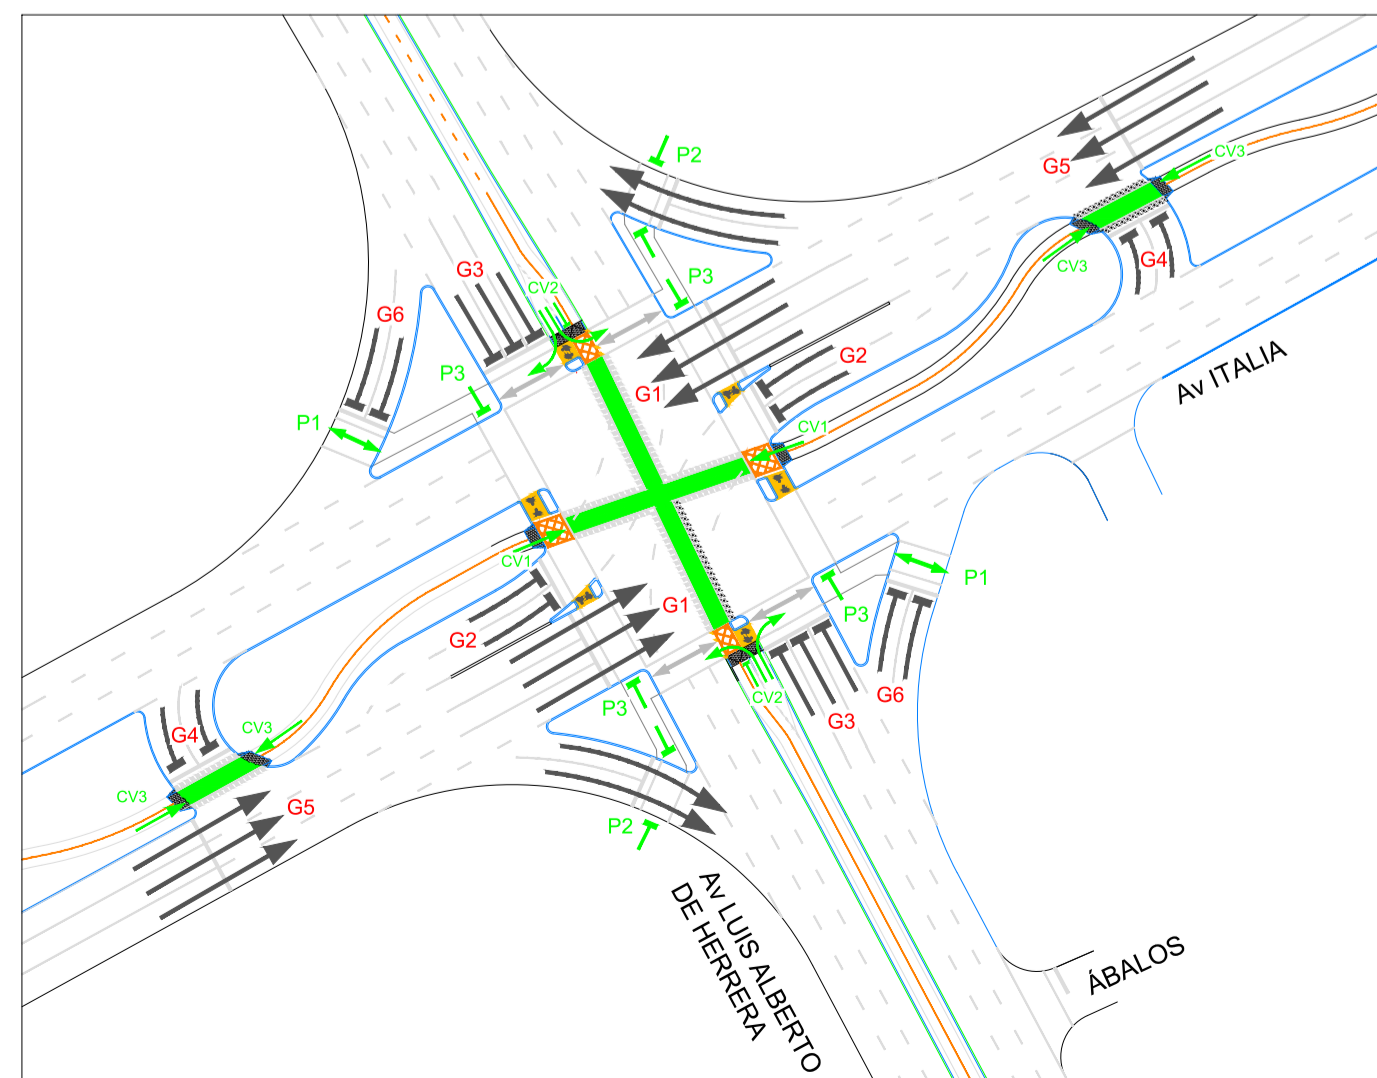 P2
CV3
G5
G3
CV2
P3
CV3
G4
G6
G2
Av ITALIA
P3
G1
P1
CV1
CV1
P1
G1
P3
G2
G6
CV2
P3
G3
G4
CV3
CV3
G5
P2
Av LUIS ALBERTO
DE HERRERA
ÁBALOS